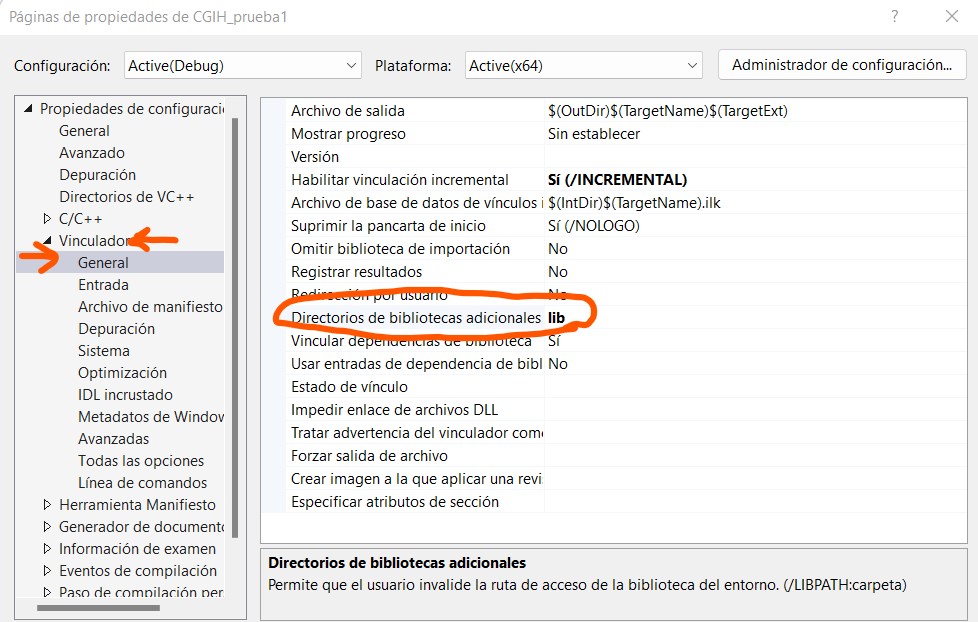 Páginas de propiedades de CGIH_prueba1 ?
Configuración: Active(Debug) Plataforma: Active(x64) Administrador de configuración...
Propiedades de configuraci
General
Avanzado
Depuración
Directorios de VC++
C/C++
Vinculador
General
Entrada
Archivo de manifiesto
Depuración
Sistema
Optimización
IDL incrustado
Metadatos de Window
Avanzadas
Todas las opciones
Línea de comandos
Herramienta Manifiesto
Generador de documento
Información de examen
Eventos de compilación
Paso de compilación per
Archivo de salida $(OutDir)$(TargetName)$(TargetExt)
Mostrar progreso Sin establecer
Versión
Habilitar vinculación incremental Sí (/INCREMENTAL)
Archivo de base de datos de vínculos i $(IntDir)$(TargetName).ilk
Suprimir la pancarta de inicio Sí (/NOLOGO)
Omitir biblioteca de importación No
Registrar resultados No
Redirección por usuario No
Directorios de bibliotecas adicionales lib
Vincular dependencias de biblioteca Sí
Usar entradas de dependencia de bibl No
Estado de vínculo
Impedir enlace de archivos DLL
Tratar advertencia del vinculador como
Forzar salida de archivo
Crear imagen a la que aplicar una revi
Especificar atributos de sección
Directorios de bibliotecas adicionales
Permite que el usuario invalide la ruta de acceso de la biblioteca del entorno. (/LIBPATH:carpeta)